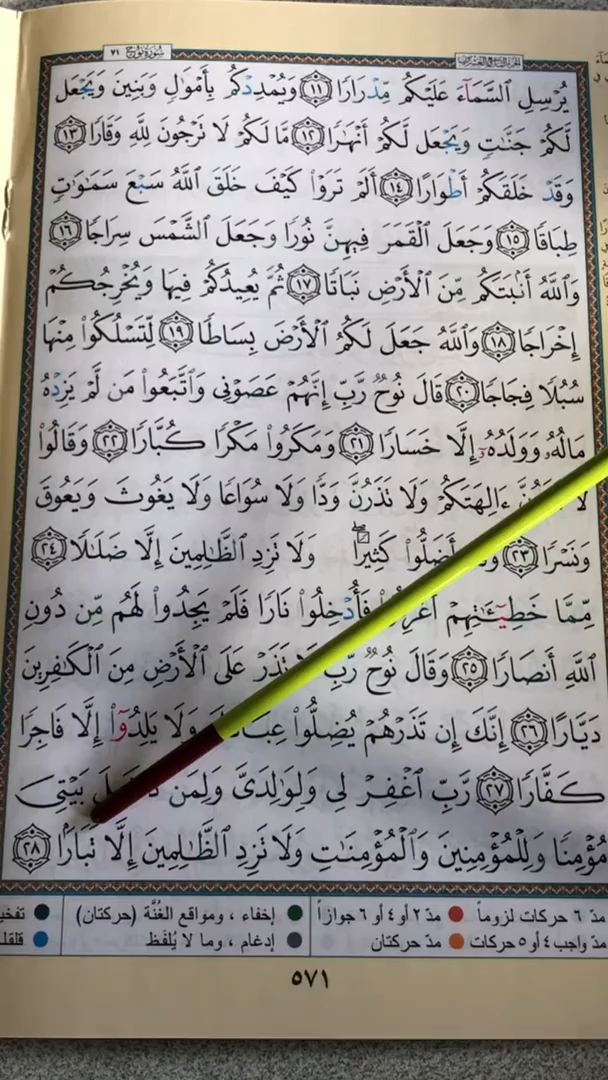 سورة نوح ٧١
يُرْسِلِ ٱلسَّمَآءَ عَلَيْكُم مِّدْرَارًا ﴿١١﴾ وَيُمْدِدْكُم بِأَمْوَٰلٍ وَبَنِينَ وَيَجْعَل
لَّكُمْ جَنَّٰتٍ وَيَجْعَل لَّكُمْ أَنْهَٰرًا ﴿١٢﴾ مَّا لَكُمْ لَا تَرْجُونَ لِلَّهِ وَقَارًا ﴿١٣﴾
وَقَدْ خَلَقَكُمْ أَطْوَارًا ﴿١٤﴾ أَلَمْ تَرَوْا۟ كَيْفَ خَلَقَ ٱللَّهُ سَبْعَ سَمَٰوَٰتٍ
طِبَاقًا ﴿١٥﴾ وَجَعَلَ ٱلْقَمَرَ فِيهِنَّ نُورًا وَجَعَلَ ٱلشَّمْسَ سِرَاجًا ﴿١٦﴾
وَٱللَّهُ أَنۢبَتَكُم مِّنَ ٱلْأَرْضِ نَبَاتًا ﴿١٧﴾ ثُمَّ يُعِيدُكُمْ فِيهَا وَيُخْرِجُكُمْ
إِخْرَاجًا ﴿١٨﴾ وَٱللَّهُ جَعَلَ لَكُمُ ٱلْأَرْضَ بِسَاطًا ﴿١٩﴾ لِّتَسْلُكُوا۟ مِنْهَا
سُبُلًا فِجَاجًا ﴿٢٠﴾ قَالَ نُوحٌ رَّبِّ إِنَّهُمْ عَصَوْنِى وَٱتَّبَعُوا۟ مَن لَّمْ يَزِدْهُ
مَالُهُۥ وَوَلَدُهُۥٓ إِلَّا خَسَارًا ﴿٢١﴾ وَمَكَرُوا۟ مَكْرًا كُبَّارًا ﴿٢٢﴾ وَقَالُوا۟
لَا ءَالِهَتَكُمْ وَلَا تَذَرُنَّ وَدًّا وَلَا سُوَاعًا وَلَا يَغُوثَ وَيَعُوقَ
وَنَسْرًا ﴿٢٣﴾ أَضَلُّوا۟ كَثِيرًا وَلَا تَزِدِ ٱلظَّٰلِمِينَ إِلَّا ضَلَٰلًا ﴿٢٤﴾
مِّمَّا خَطِيٓـَٰٔتِهِمْ أُغْرِقُوا۟ فَأُدْخِلُوا۟ نَارًا فَلَمْ يَجِدُوا۟ لَهُم مِّن دُونِ
ٱللَّهِ أَنصَارًا ﴿٢٥﴾ وَقَالَ نُوحٌ رَّبِّ لَا تَذَرْ عَلَى ٱلْأَرْضِ مِنَ ٱلْكَٰفِرِينَ
دَيَّارًا ﴿٢٦﴾ إِنَّكَ إِن تَذَرْهُمْ يُضِلُّوا۟ عِبَادَكَ وَلَا يَلِدُوٓا۟ إِلَّا فَاجِرًا
كَفَّارًا ﴿٢٧﴾ رَّبِّ ٱغْفِرْ لِى وَلِوَٰلِدَىَّ وَلِمَن دَخَلَ بَيْتِىَ
مُؤْمِنًا وَلِلْمُؤْمِنِينَ وَٱلْمُؤْمِنَٰتِ وَلَا تَزِدِ ٱلظَّٰلِمِينَ إِلَّا تَبَارًۢا ﴿٢٨﴾
مدّ ٦ حركات لزوماً مدّ ٢ أو ٤ أو ٦ جوازاً إخفاء ، ومواقع الغُنَّة (حركتان)
مدّ واجب ٤ أو ٥ حركات مدّ حركتان إدغام ، وما لا يُلفَظ
٥٧١